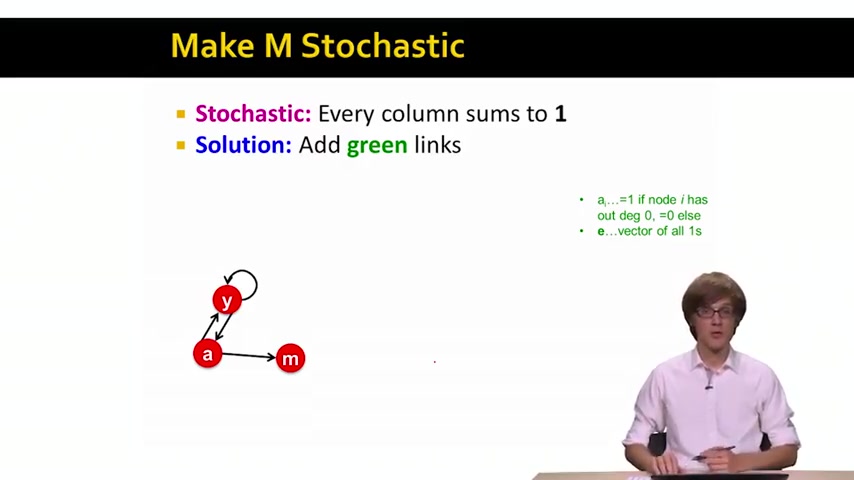 Make M Stochastic
Stochastic: Every column sums to 1
Solution: Add green links
• ai…=1 if node i has
out deg 0, =0 else
• e…vector of all 1s
y
a
m